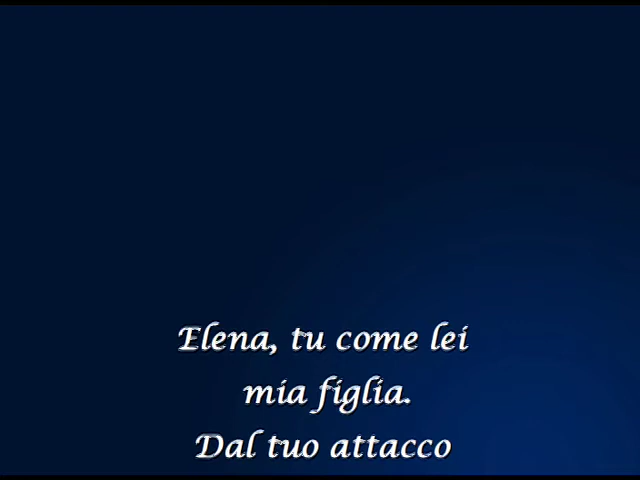 Elena, tu come lei
mia figlia.
Dal tuo attacco